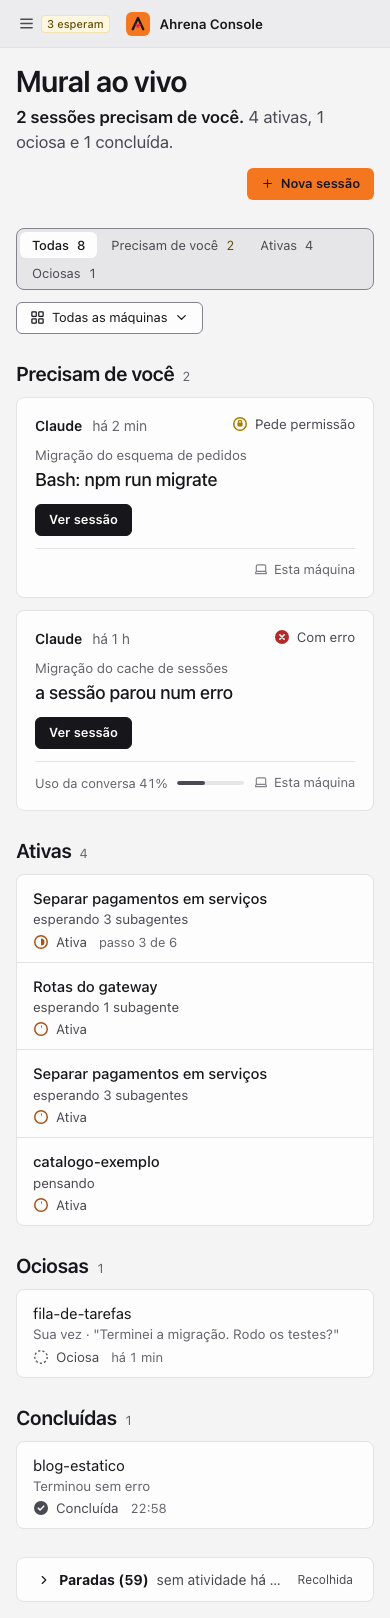 3 esperam Ahrena Console
Mural ao vivo
2 sessões precisam de você. 4 ativas, 1
ociosa e 1 concluída.
+ Nova sessão
Todas 8 Precisam de você 2 Ativas 4
Ociosas 1
Todas as máquinas
Precisam de você 2
Claude há 2 min Pede permissão
Migração do esquema de pedidos
Bash: npm run migrate
Ver sessão
Esta máquina
Claude há 1 h Com erro
Migração do cache de sessões
a sessão parou num erro
Ver sessão
Uso da conversa 41% Esta máquina
Ativas 4
Separar pagamentos em serviços
esperando 3 subagentes
Ativa passo 3 de 6
Rotas do gateway
esperando 1 subagente
Ativa
Separar pagamentos em serviços
esperando 3 subagentes
Ativa
catalogo-exemplo
pensando
Ativa
Ociosas 1
fila-de-tarefas
Sua vez · "Terminei a migração. Rodo os testes?"
Ociosa há 1 min
Concluídas 1
blog-estatico
Terminou sem erro
Concluída 22:58
Paradas (59) sem atividade há ... Recolhida